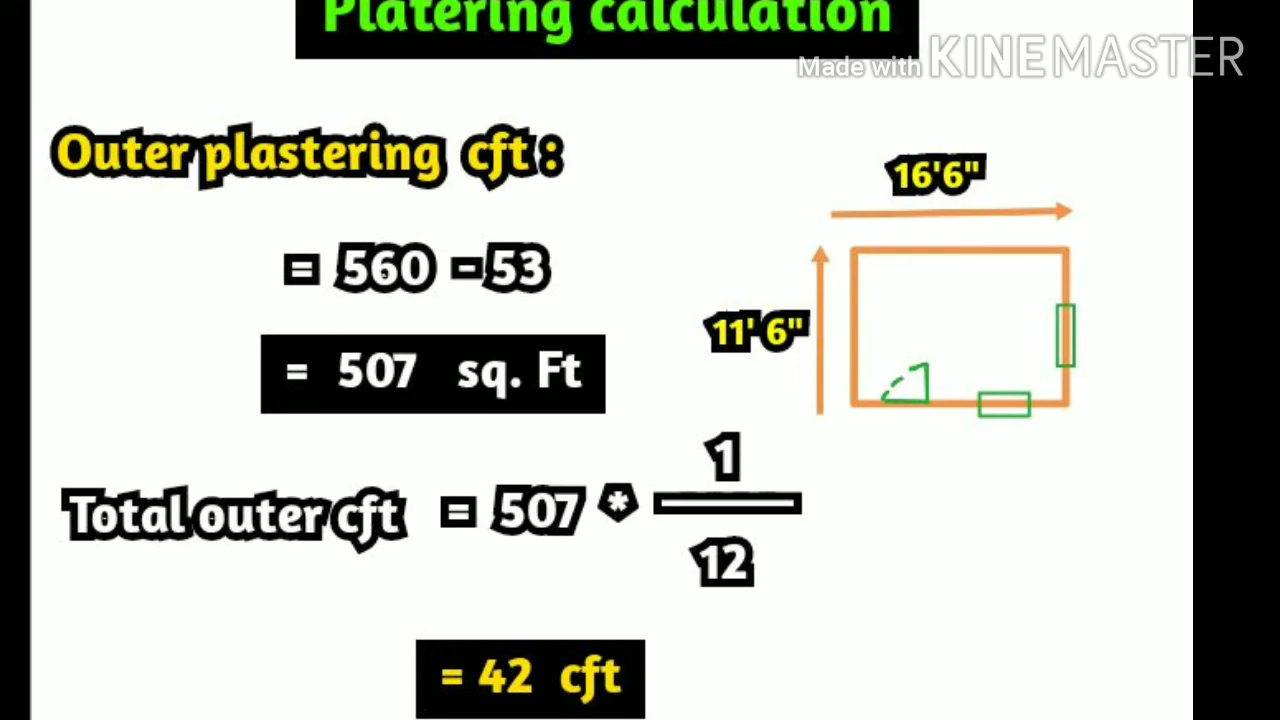 Platering calculation
Made with KINEMASTER
Outer plastering cft :
16'6"
= 560 - 53
11' 6"
= 507 sq. Ft
Total outer cft = 507 * 1
12
= 42 cft